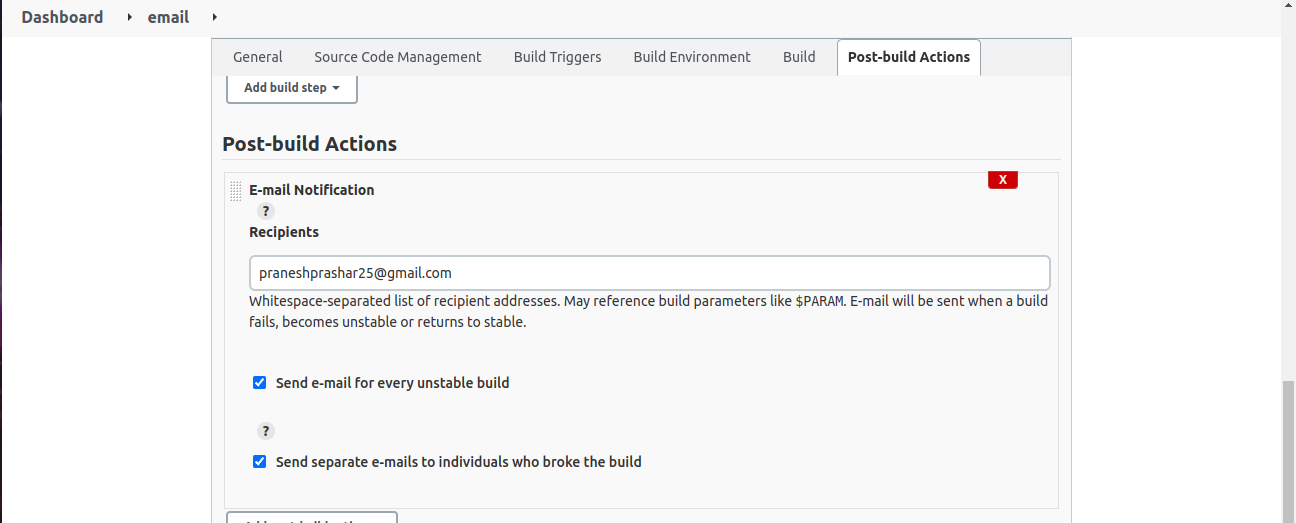 Dashboard email
General Source Code Management Build Triggers Build Environment Build Post-build Actions
Add build step
Post-build Actions
E-mail Notification
X
?
Recipients
praneshprashar25@gmail.com
Whitespace-separated list of recipient addresses. May reference build parameters like $PARAM. E-mail will be sent when a build
fails, becomes unstable or returns to stable.
Send e-mail for every unstable build
?
Send separate e-mails to individuals who broke the build